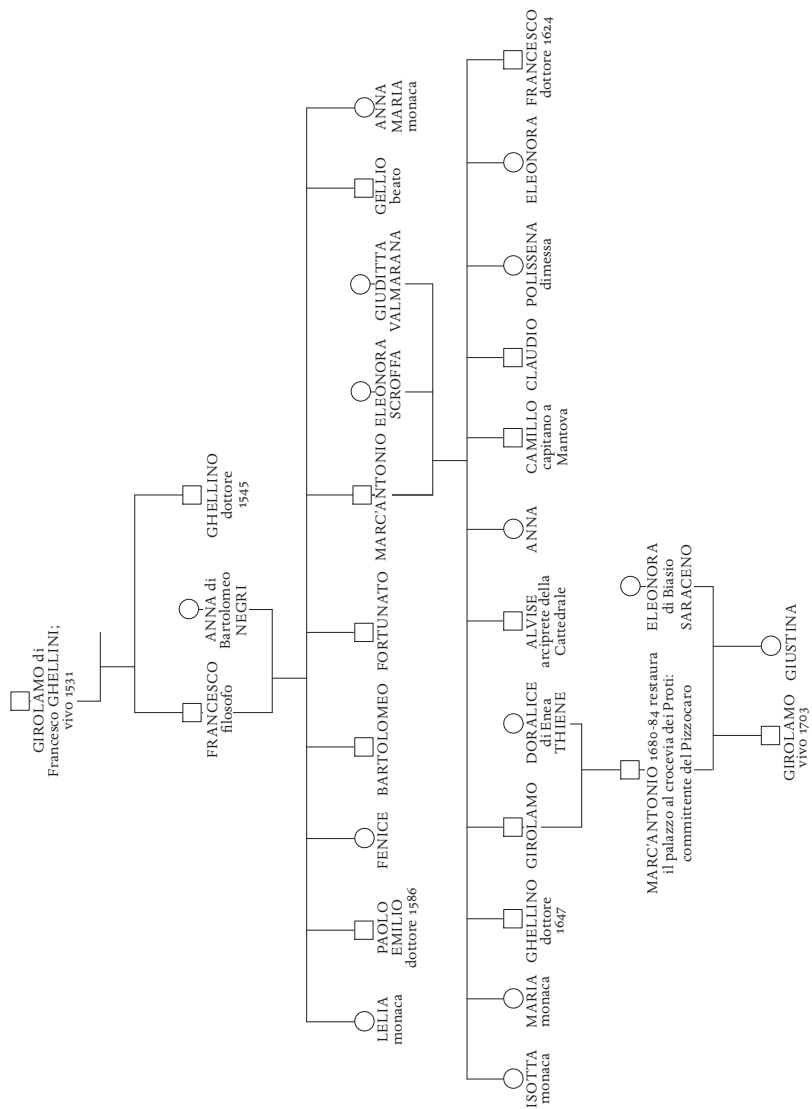 GIROLAMO di
Francesco GHELLINI;
vivo 1531
FRANCESCO
filosofo
ANNA di
Bartolomeo
NEGRI
GHELLINO
dottore
1545
LELIA
monaca
PAOLO
EMILIO
dottore 1586
FENICE
BARTOLOMEO
FORTUNATO
MARC'ANTONIO
ELEONORA
SCROFFA
GIUDITTA
VALMARANA
GELLIO
beato
ANNA
MARIA
monaca
ISOTTA
monaca
MARIA
monaca
GHELLINO
dottore
1647
GIROLAMO
DORALICE
di Enea
THIENE
ALVISE
arciprete della
Cattedrale
ANNA
CAMILLO
capitano a
Mantova
CLAUDIO
POLISSENA
dimessa
ELEONORA
FRANCESCO
dottore 1624
MARC'ANTONIO 1680-84 restaura
il palazzo al crocevia dei Proti:
committente del Pizzocaro
ELEONORA
di Biasio
SARACENO
GIROLAMO
vivo 1703
GIUSTINA